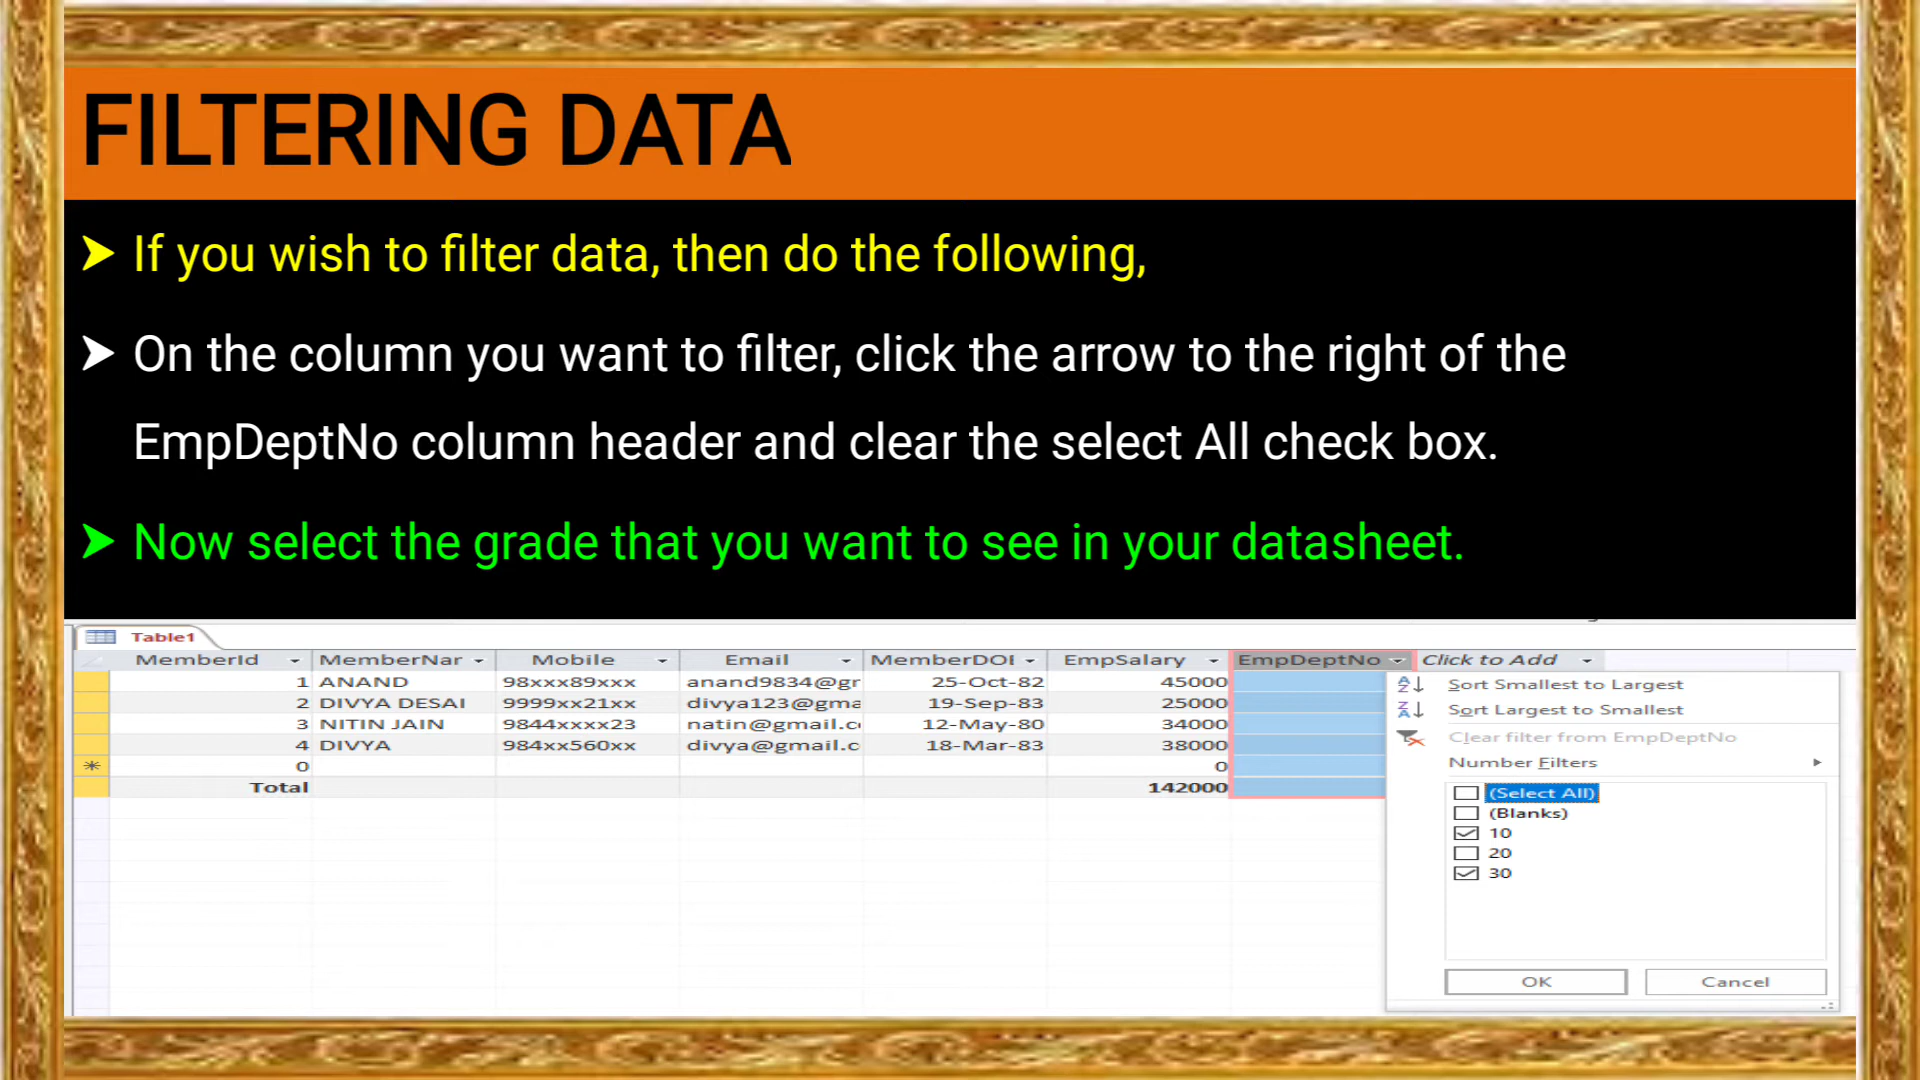 FILTERING DATA
➤ If you wish to filter data, then do the following,
➤ On the column you want to filter, click the arrow to the right of the
EmpDeptNo column header and clear the select All check box.
➤ Now select the grade that you want to see in your datasheet.
Table1
MemberId MemberNar Mobile Email MemberDOI EmpSalary EmpDeptNo Click to Add
1 ANAND 98xxx89xxx anand9834@gr 25-Oct-82 45000
2 DIVYA DESAI 9999xx21xx divya123@gma 19-Sep-83 25000
3 NITIN JAIN 9844xxxx23 natin@gmail.c 12-May-80 34000
4 DIVYA 984xx560xx divya@gmail.c 18-Mar-83 38000
* 0 0
Total 142000
Sort Smallest to Largest
Sort Largest to Smallest
Clear filter from EmpDeptNo
Number Filters
(Select All)
(Blanks)
10
20
30
OK Cancel